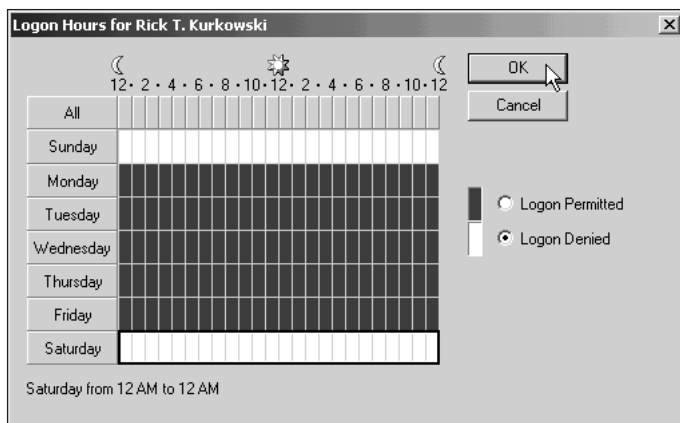 Logon Hours for Rick T. Kurkowski
12 · 2 · 4 · 6 · 8 · 10 · 12 · 2 · 4 · 6 · 8 · 10 · 12
OK
Cancel
All
Sunday
Monday
Tuesday
Wednesday
Thursday
Friday
Saturday
Logon Permitted
Logon Denied
Saturday from 12 AM to 12 AM